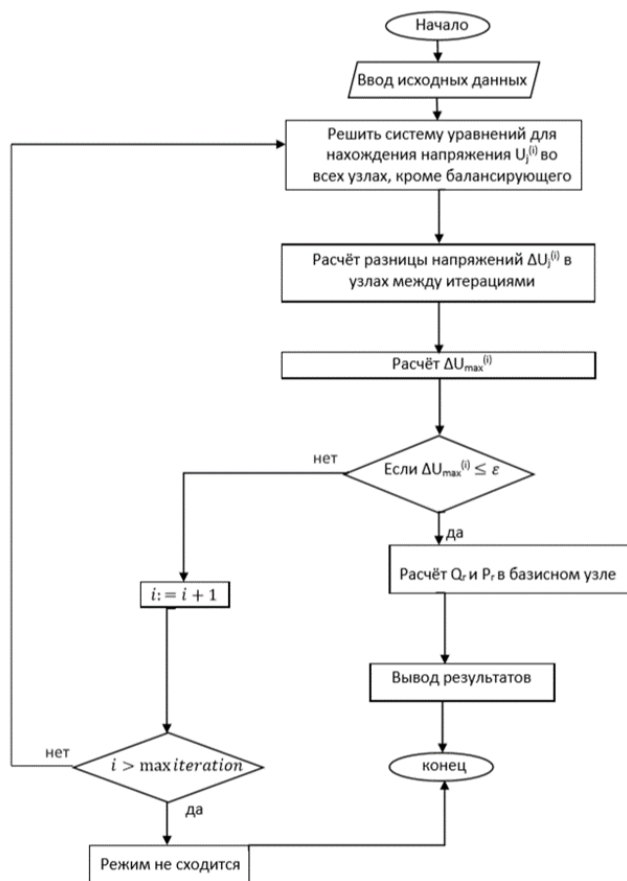 Начало
Ввод исходных данных
Решить систему уравнений для
нахождения напряжения Uj(i) во
всех узлах, кроме балансирующего
Расчёт разницы напряжений ΔUj(i) в
узлах между итерациями
Расчёт ΔUmax(i)
Если ΔUmax(i) ≤ ε
нет
да
Расчёт Qr и Pr в базисном узле
i: = i + 1
Вывод результатов
нет
i > max iteration
конец
да
Режим не сходится